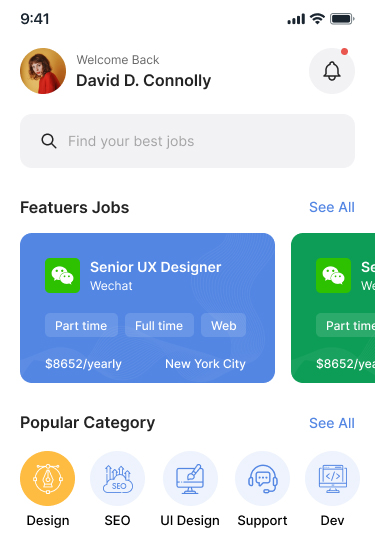 9:41
Welcome Back
David D. Connolly
Find your best jobs
Featuers Jobs
See All
Senior UX Designer
Wechat
Part time Full time Web
$8652/yearly New York City
Se
We
Part time
$8652/yea
Popular Category
See All
SEO
</>
Design SEO UI Design Support Dev